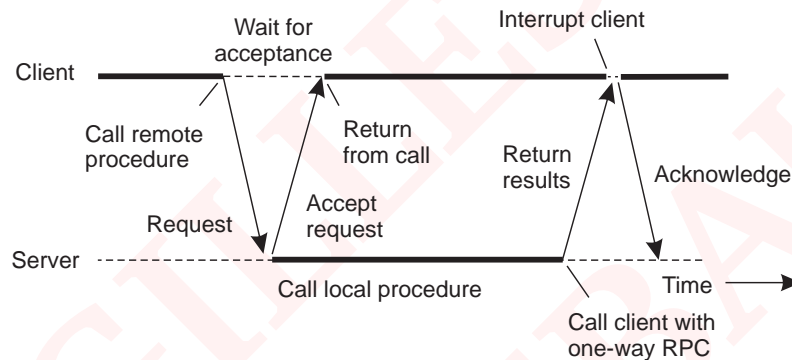 Interrupt client
Wait for
acceptance
Client
Call remote
procedure
Return
from call
Return
results
Acknowledge
Request
Accept
request
Server
Call local procedure
Time
Call client with
one-way RPC